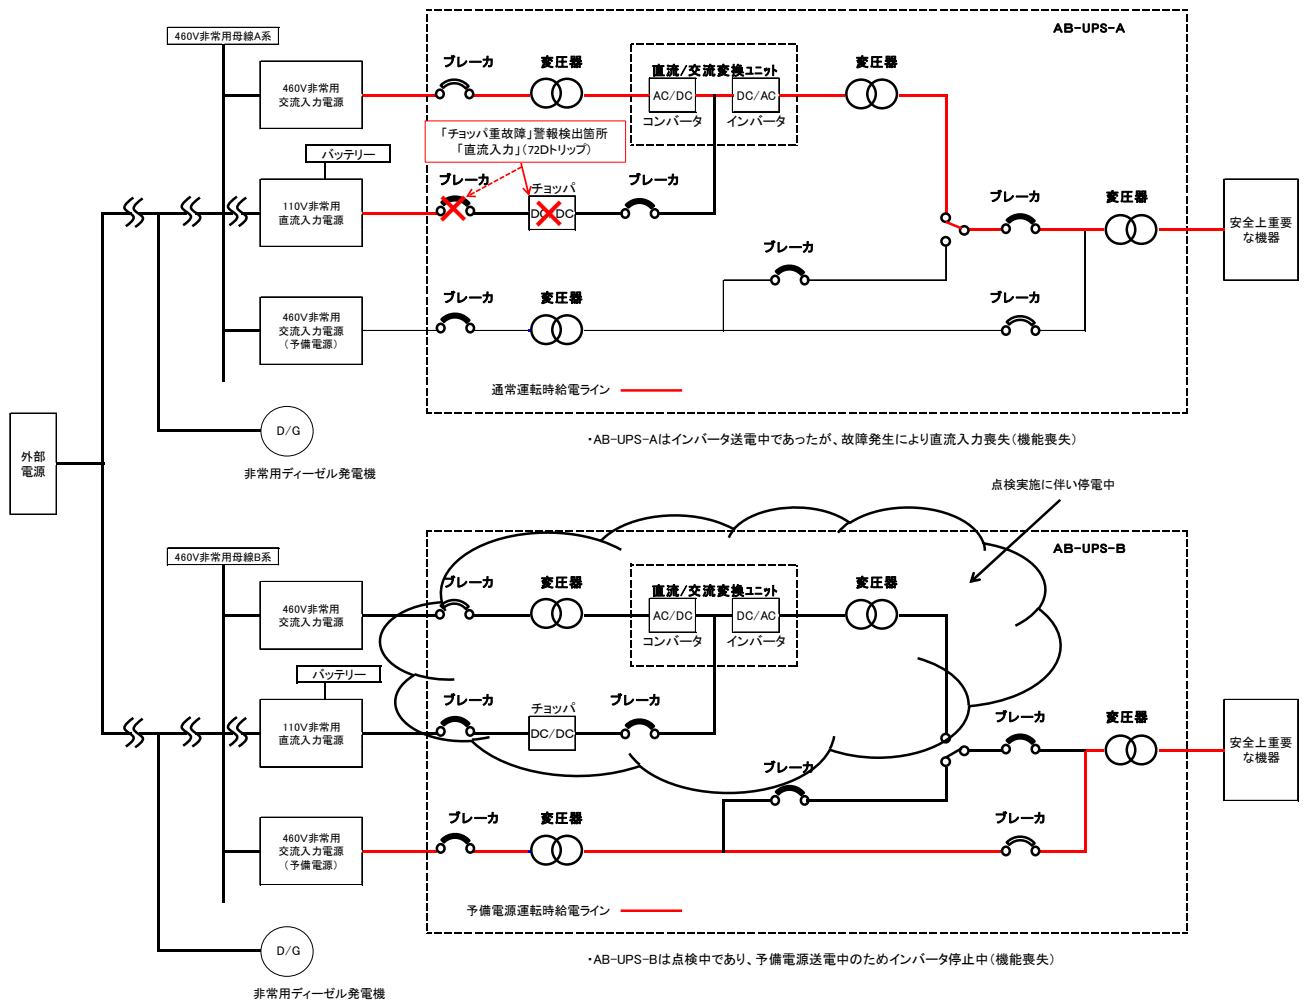 460V非常用母線A系
AB-UPS-A
ブレーカ
変圧器
直流/交流変換ユニット
変圧器
460V非常用
交流入力電源
AC/DC
DC/AC
コンバータ
インバータ
「チョッパ重故障」警報検出箇所
「直流入力」(72Dトリップ)
バッテリー
ブレーカ
チョッパ
ブレーカ
110V非常用
直流入力電源
DC/DC
ブレーカ
変圧器
安全上重要
な機器
ブレーカ
460V非常用
交流入力電源
(予備電源)
ブレーカ
変圧器
ブレーカ
通常運転時給電ライン
D/G
非常用ディーゼル発電機
・AB-UPS-Aはインバータ送電中であったが、故障発生により直流入力喪失(機能喪失)
外部
電源
点検実施に伴い停電中
460V非常用母線B系
AB-UPS-B
ブレーカ
変圧器
直流/交流変換ユニット
変圧器
460V非常用
交流入力電源
AC/DC
DC/AC
コンバータ
インバータ
バッテリー
ブレーカ
チョッパ
ブレーカ
110V非常用
直流入力電源
DC/DC
ブレーカ
変圧器
安全上重要
な機器
ブレーカ
460V非常用
交流入力電源
(予備電源)
ブレーカ
変圧器
ブレーカ
予備電源運転時給電ライン
D/G
非常用ディーゼル発電機
・AB-UPS-Bは点検中であり、予備電源送電中のためインバータ停止中(機能喪失)